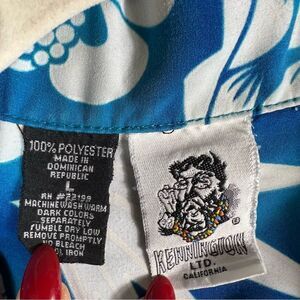 100% POLYESTER
MADE IN
DOMINICAN
REPUBLIC
L
RN #22199
MACHINE WASH WARM
DARK COLORS
SEPARATELY
TUMBLE DRY LOW
REMOVE PROMPTLY
NO BLEACH
IRON
KENNINGTON
LTD.
CALIFORNIA
®